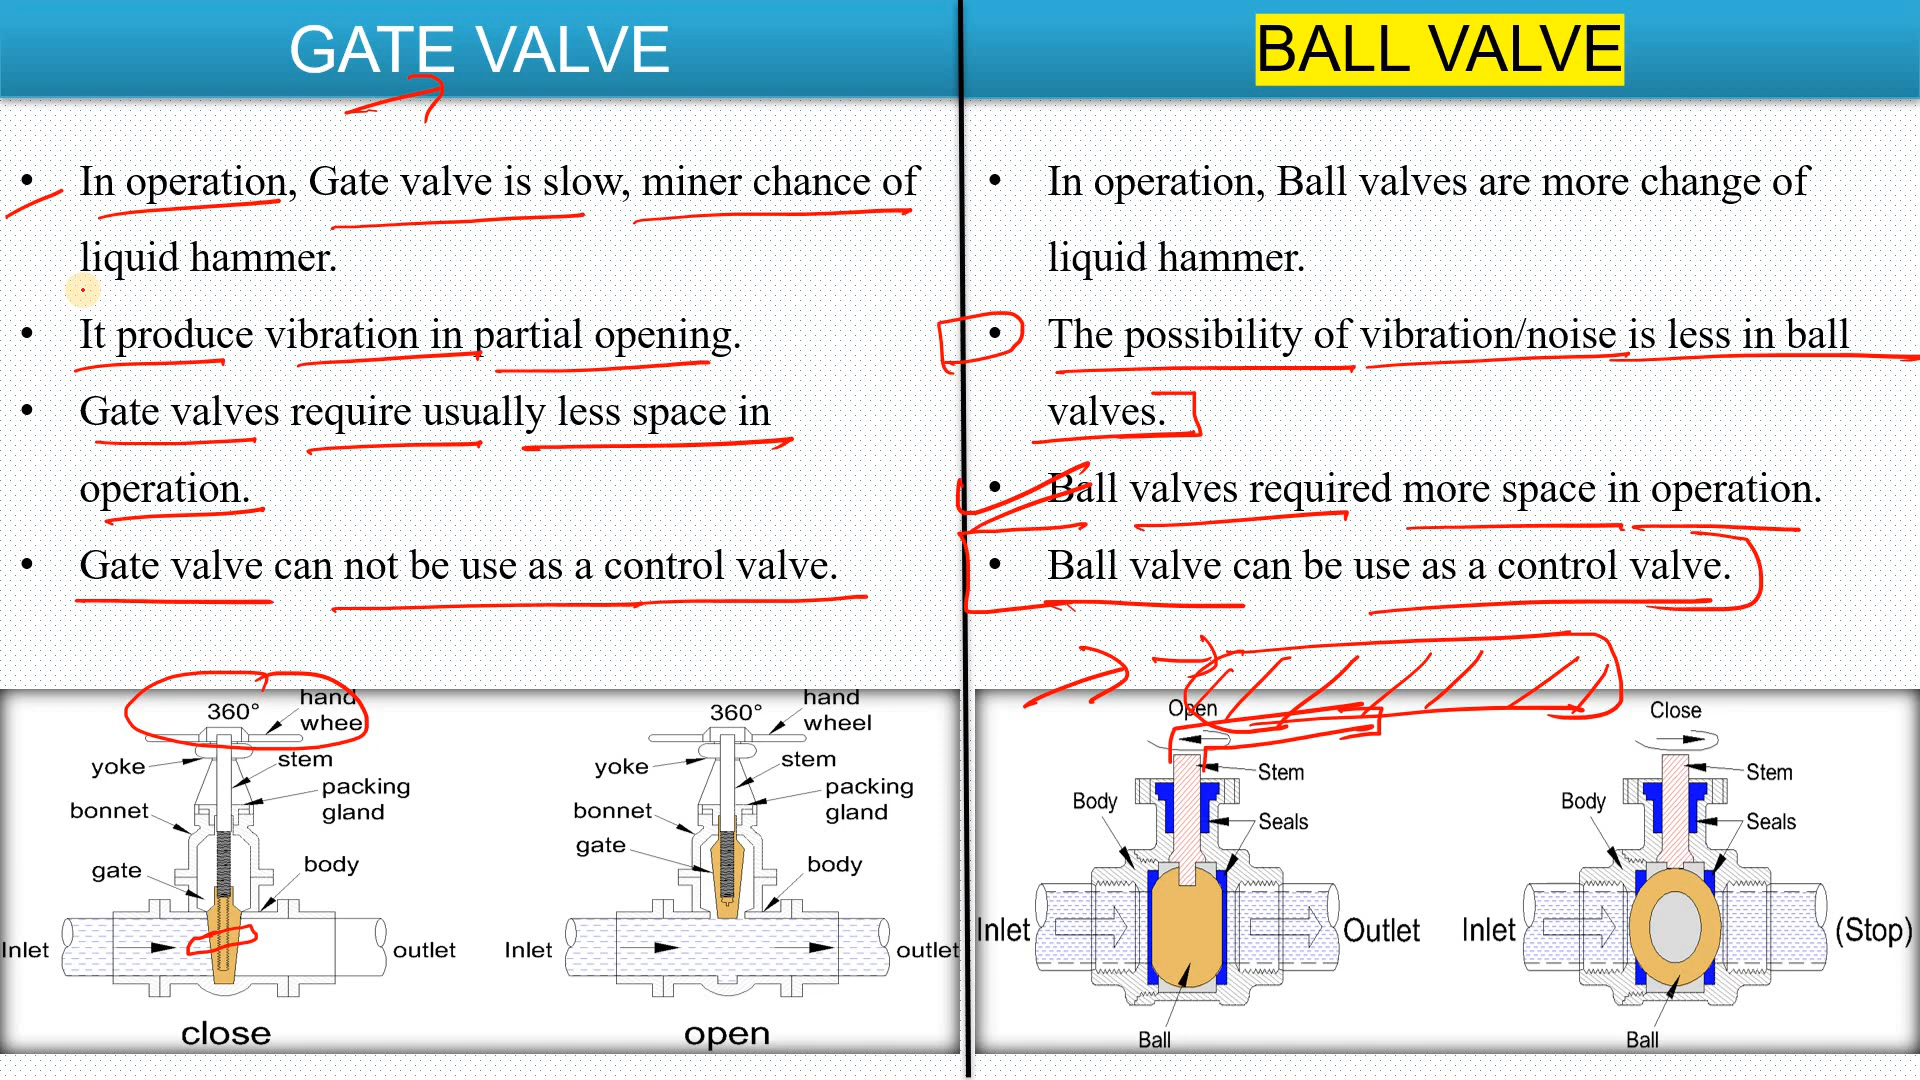 GATE VALVE
• In operation, Gate valve is slow, miner chance of
liquid hammer.
• It produce vibration in partial opening.
• Gate valves require usually less space in
operation.
• Gate valve can not be use as a control valve.
BALL VALVE
• In operation, Ball valves are more change of
liquid hammer.
• The possibility of vibration/noise is less in ball
valves.
• Ball valves required more space in operation.
• Ball valve can be use as a control valve.
360°
hand
wheel
yoke
stem
packing
gland
bonnet
gate
body
Inlet
outlet
close
360°
hand
wheel
yoke
stem
packing
gland
bonnet
gate
body
Inlet
outlet
open
Open
Stem
Body
Seals
Inlet
Outlet
Ball
Close
Stem
Body
Seals
Inlet
(Stop)
Ball